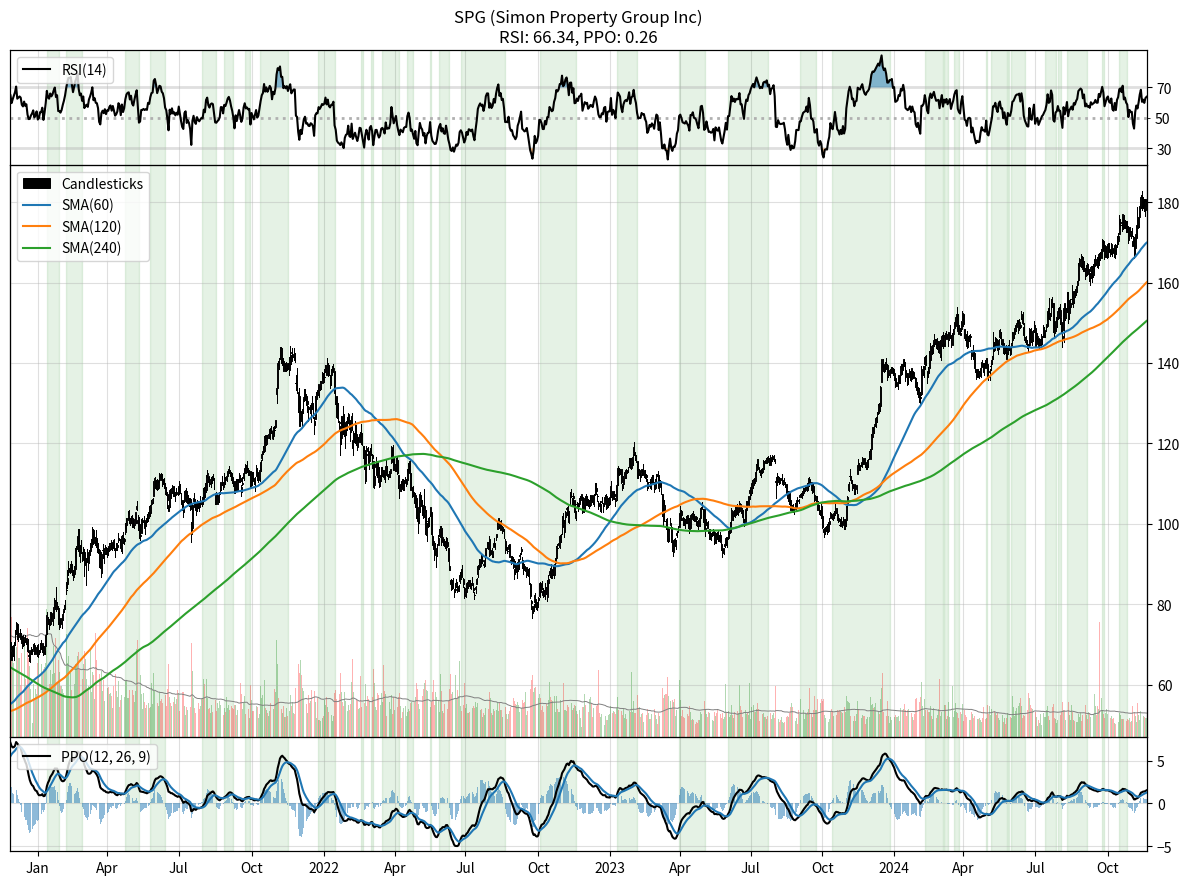 SPG (Simon Property Group Inc)
RSI: 66.34, PPO: 0.26
RSI(14)
70
50
30
Candlesticks
SMA(60)
SMA(120)
SMA(240)
180
160
140
120
100
80
60
PPO(12, 26, 9)
5
0
−5
Jan Apr Jul Oct 2022 Apr Jul Oct 2023 Apr Jul Oct 2024 Apr Jul Oct